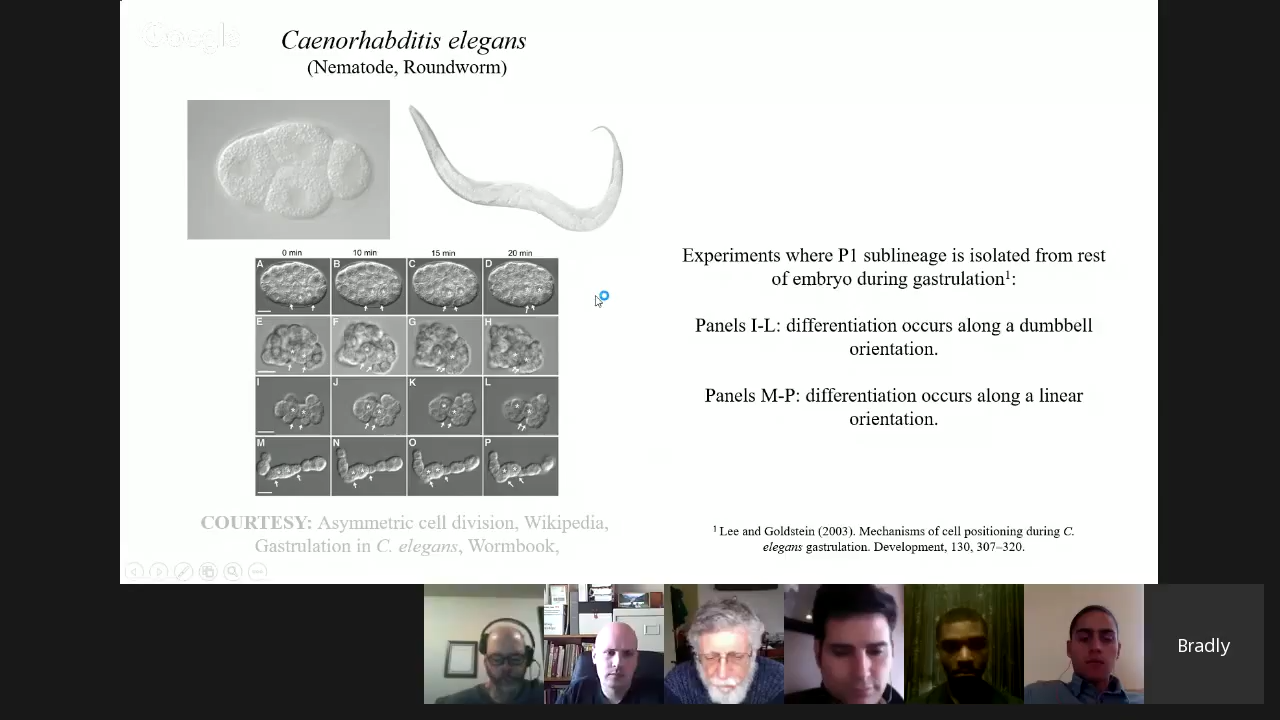 Google
Caenorhabditis elegans
(Nematode, Roundworm)
0 min 10 min 15 min 20 min
A B C D
E F G H
I J K L
M N O P
COURTESY: Asymmetric cell division, Wikipedia,
Gastrulation in C. elegans, Wormbook,
Experiments where P1 sublineage is isolated from rest
of embryo during gastrulation¹:
Panels I-L: differentiation occurs along a dumbbell
orientation.
Panels M-P: differentiation occurs along a linear
orientation.
¹ Lee and Goldstein (2003). Mechanisms of cell positioning during C.
elegans gastrulation. Development, 130, 307–320.
Bradly